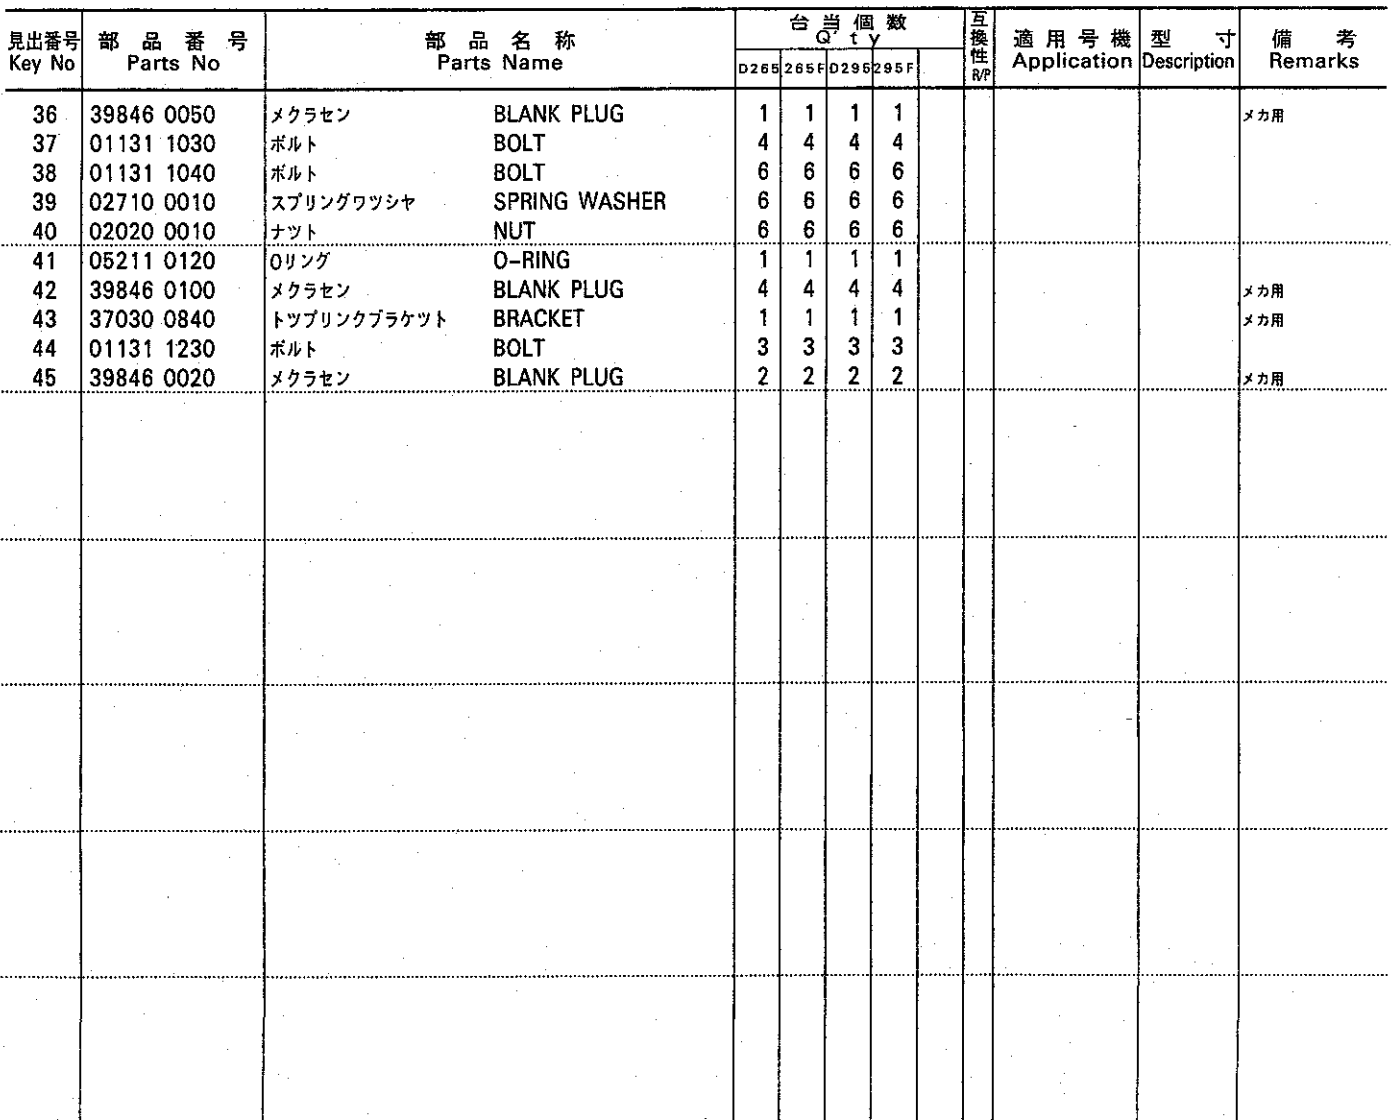 見出番号 部品番号 部品名称 台当個数 互換性 適用号機 型寸 備考
Key No Parts No Parts Name Q'ty R/P Application Description Remarks
D265 265F D295 295F
36 39846 0050 メクラセン BLANK PLUG 1 1 1 1 メカ用
37 01131 1030 ボルト BOLT 4 4 4 4
38 01131 1040 ボルト BOLT 6 6 6 6
39 02710 0010 スプリングワツシヤ SPRING WASHER 6 6 6 6
40 02020 0010 ナツト NUT 6 6 6 6
41 05211 0120 Oリング O-RING 1 1 1 1
42 39846 0100 メクラセン BLANK PLUG 4 4 4 4 メカ用
43 37030 0840 トツプリンクブラケツト BRACKET 1 1 1 1 メカ用
44 01131 1230 ボルト BOLT 3 3 3 3
45 39846 0020 メクラセン BLANK PLUG 2 2 2 2 メカ用